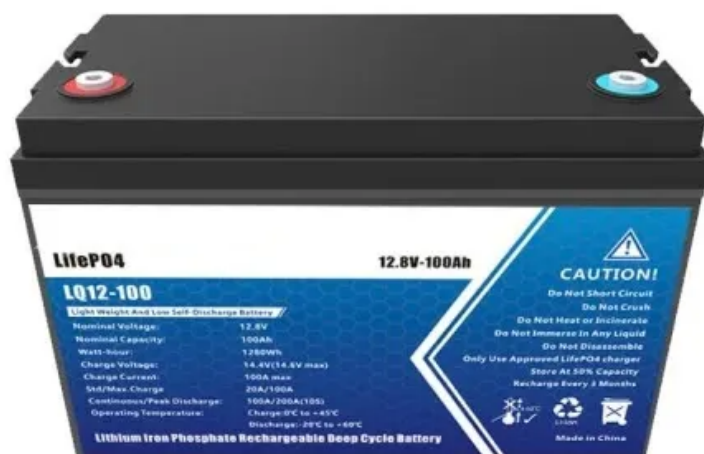 LifePO4
12.8V-100Ah
LQ12-100
Light Weight And Low Self-Discharge Battery
Nominal Voltage: 12.8V
Nominal Capacity: 100Ah
Watt-hour: 1280Wh
Charge Voltage: 14.4V(14.6V max)
Charge Current: 100A max
Std/Max.Charge 20A/100A
Continuous/Peak Discharge: 100A/200A(10S)
Operating Temperature: Charge:0℃ to +45℃
Discharge:-20℃ to +60℃
Lithium Iron Phosphate Rechargeable Deep Cycle Battery
CAUTION!
Do Not Short Circuit
Do Not Crush
Do Not Heat or Incinerate
Do Not Immerse In Any Liquid
Do Not Disassemble
Only Use Approved LifePO4 charger
Store At 50% Capacity
Recharge Every 3 Months
Made in China